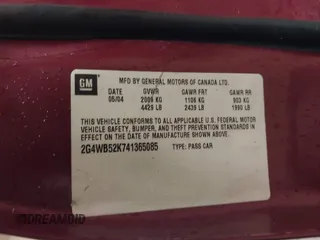 GM
MFD BY GENERAL MOTORS OF CANADA LTD.
DATE GVWR GAWR FRT GAWR RR
05/04 2009 KG 1106 KG 903 KG
4429 LB 2439 LB 1990 LB
THIS VEHICLE CONFORMS TO ALL APPLICABLE U.S. FEDERAL MOTOR
VEHICLE SAFETY, BUMPER, AND THEFT PREVENTION STANDARDS
IN EFFECT ON THE DATE OF MANUFACTURE SHOWN ABOVE.
2G4WB52K741365085 TYPE: PASS CAR
DREAMBID